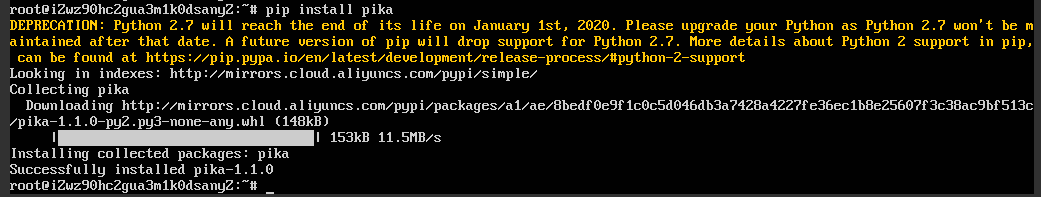 root@iZwz90hc2gua3m1k0dsanyZ:~# pip install pika
DEPRECATION: Python 2.7 will reach the end of its life on January 1st, 2020. Please upgrade your Python as Python 2.7 won't be m
aintained after that date. A future version of pip will drop support for Python 2.7. More details about Python 2 support in pip,
can be found at https://pip.pypa.io/en/latest/development/release-process/#python-2-support
Looking in indexes: http://mirrors.cloud.aliyuncs.com/pypi/simple/
Collecting pika
Downloading http://mirrors.cloud.aliyuncs.com/pypi/packages/a1/ae/8bedf0e9f1c0c5d046db3a7428a4227fe36ec1b8e25607f3c38ac9bf513c
/pika-1.1.0-py2.py3-none-any.whl (148kB)
|████████████████████████████████| 153kB 11.5MB/s
Installing collected packages: pika
Successfully installed pika-1.1.0
root@iZwz90hc2gua3m1k0dsanyZ:~# _